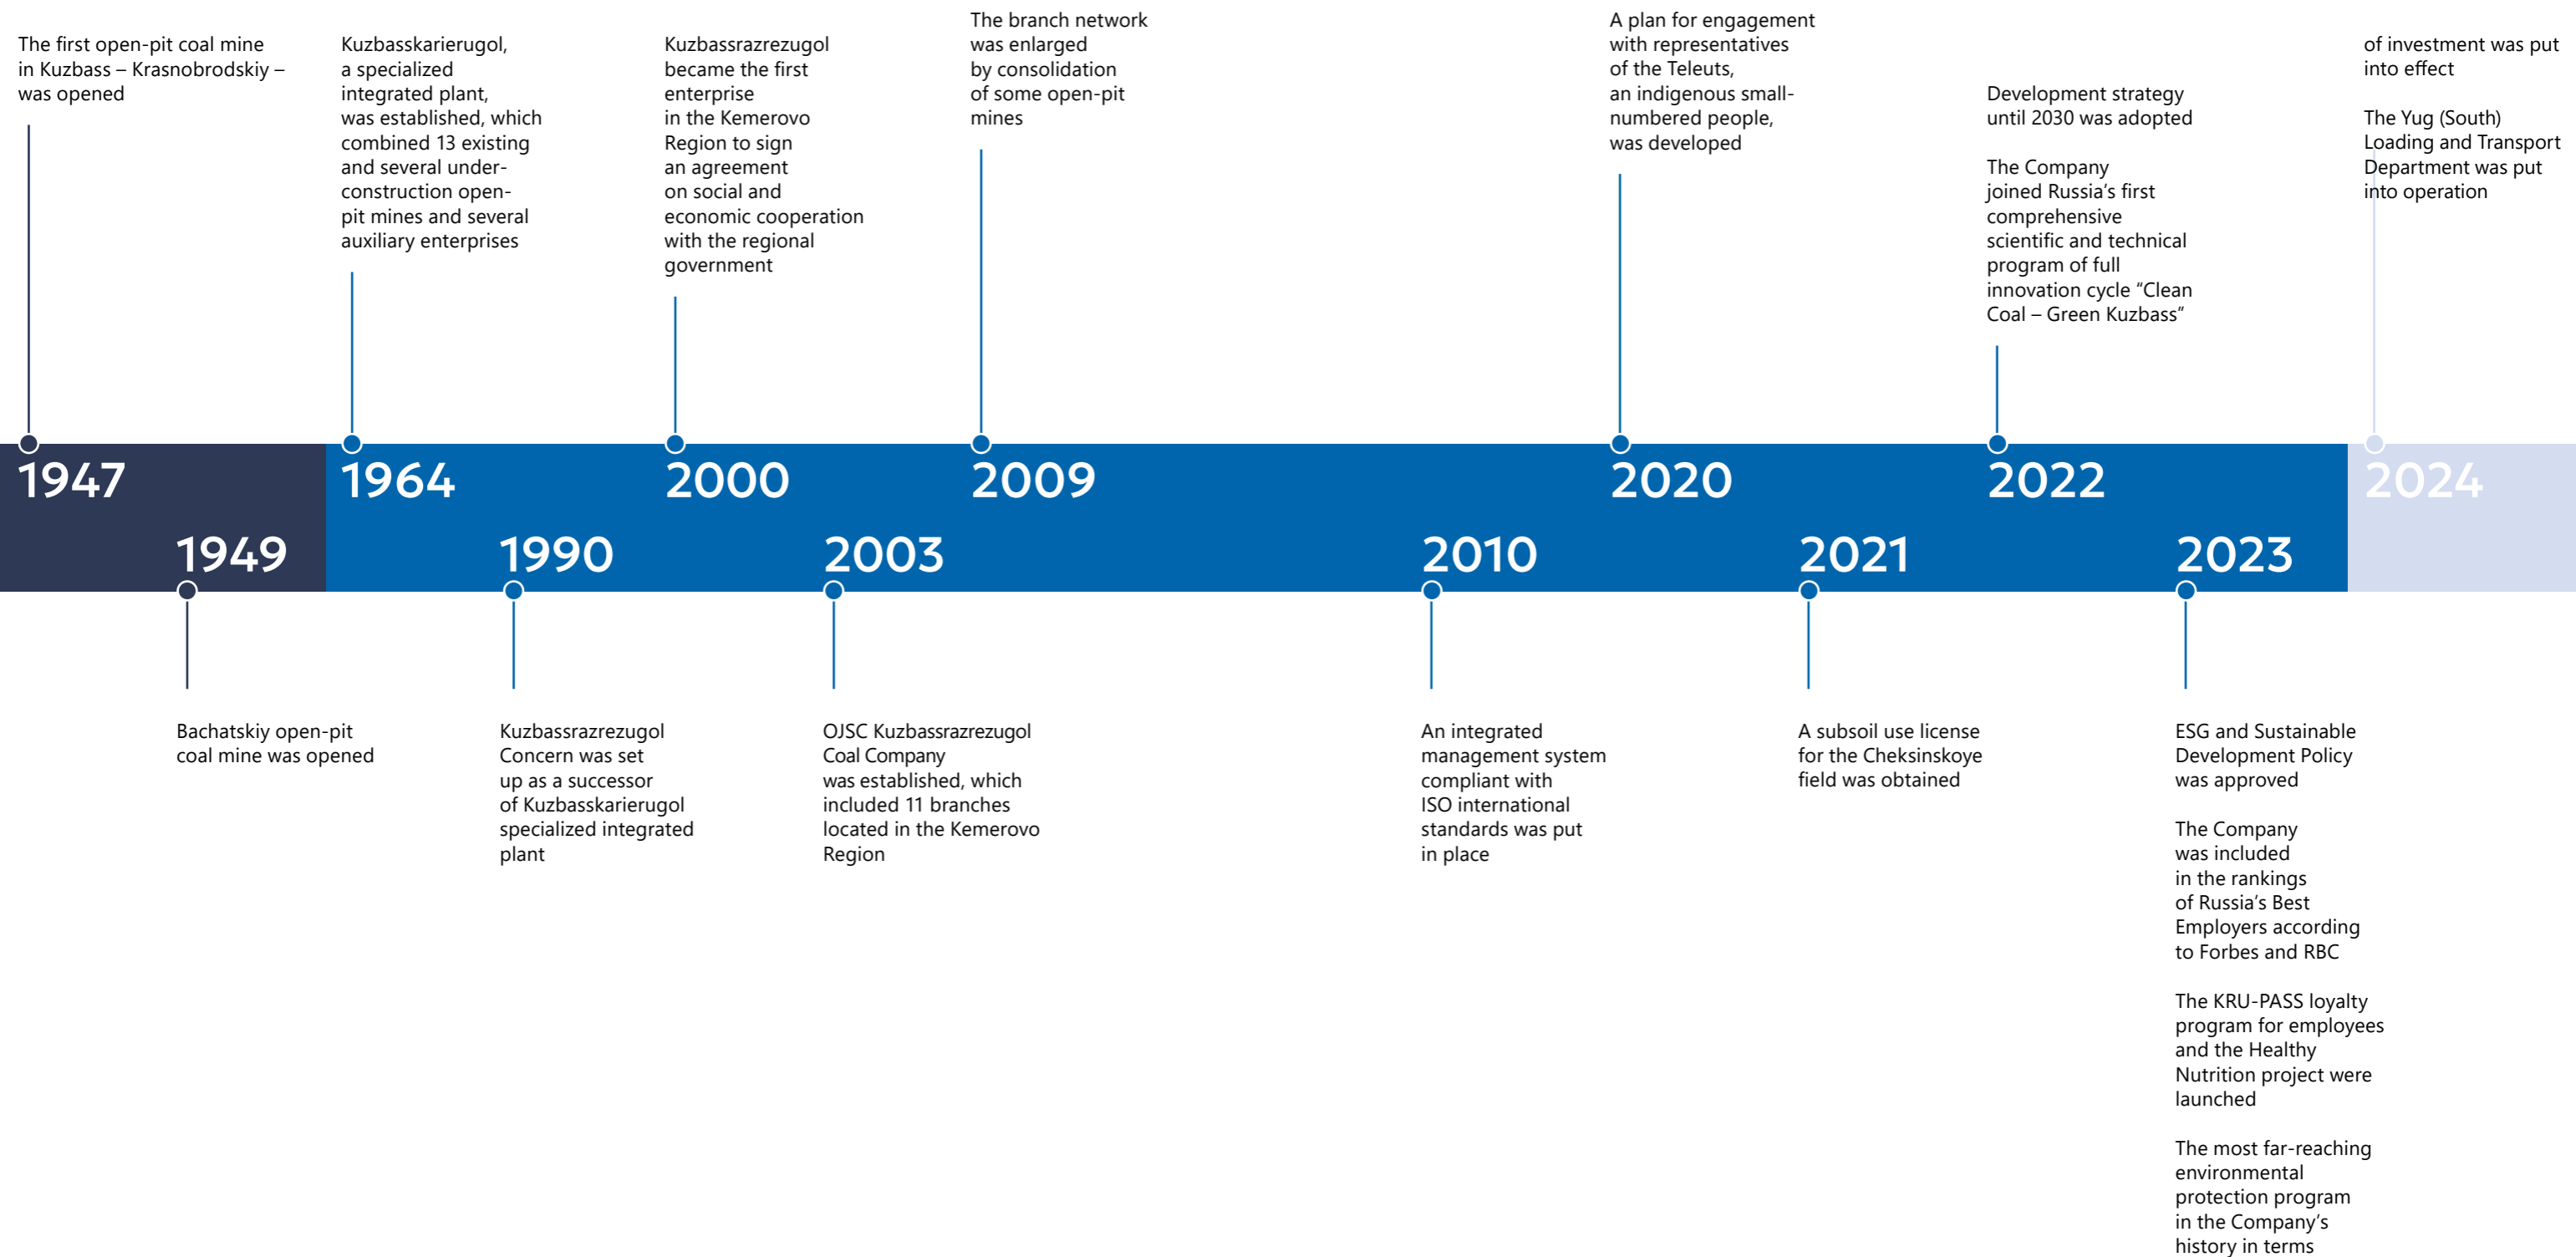 The first open-pit coal mine
in Kuzbass – Krasnobrodskiy –
was opened
1947
1949
Bachatskiy open-pit
coal mine was opened
Kuzbasskarierugol,
a specialized
integrated plant,
was established, which
combined 13 existing
and several under-
construction open-
pit mines and several
auxiliary enterprises
1964
1990
Kuzbassrazrezugol
Concern was set
up as a successor
of Kuzbasskarierugol
specialized integrated
plant
Kuzbassrazrezugol
became the first
enterprise
in the Kemerovo
Region to sign
an agreement
on social and
economic cooperation
with the regional
government
2000
2003
OJSC Kuzbassrazrezugol
Coal Company
was established, which
included 11 branches
located in the Kemerovo
Region
The branch network
was enlarged
by consolidation
of some open-pit
mines
2009
2010
An integrated
management system
compliant with
ISO international
standards was put
in place
A plan for engagement
with representatives
of the Teleuts,
an indigenous small-
numbered people,
was developed
2020
2021
A subsoil use license
for the Cheksinskoye
field was obtained
Development strategy
until 2030 was adopted
The Company
joined Russia’s first
comprehensive
scientific and technical
program of full
innovation cycle “Clean
Coal – Green Kuzbass”
2022
2023
ESG and Sustainable
Development Policy
was approved
The Company
was included
in the rankings
of Russia’s Best
Employers according
to Forbes and RBC
The KRU-PASS loyalty
program for employees
and the Healthy
Nutrition project were
launched
The most far-reaching
environmental
protection program
in the Company’s
history in terms
of investment was put
into effect
The Yug (South)
Loading and Transport
Department was put
into operation
2024